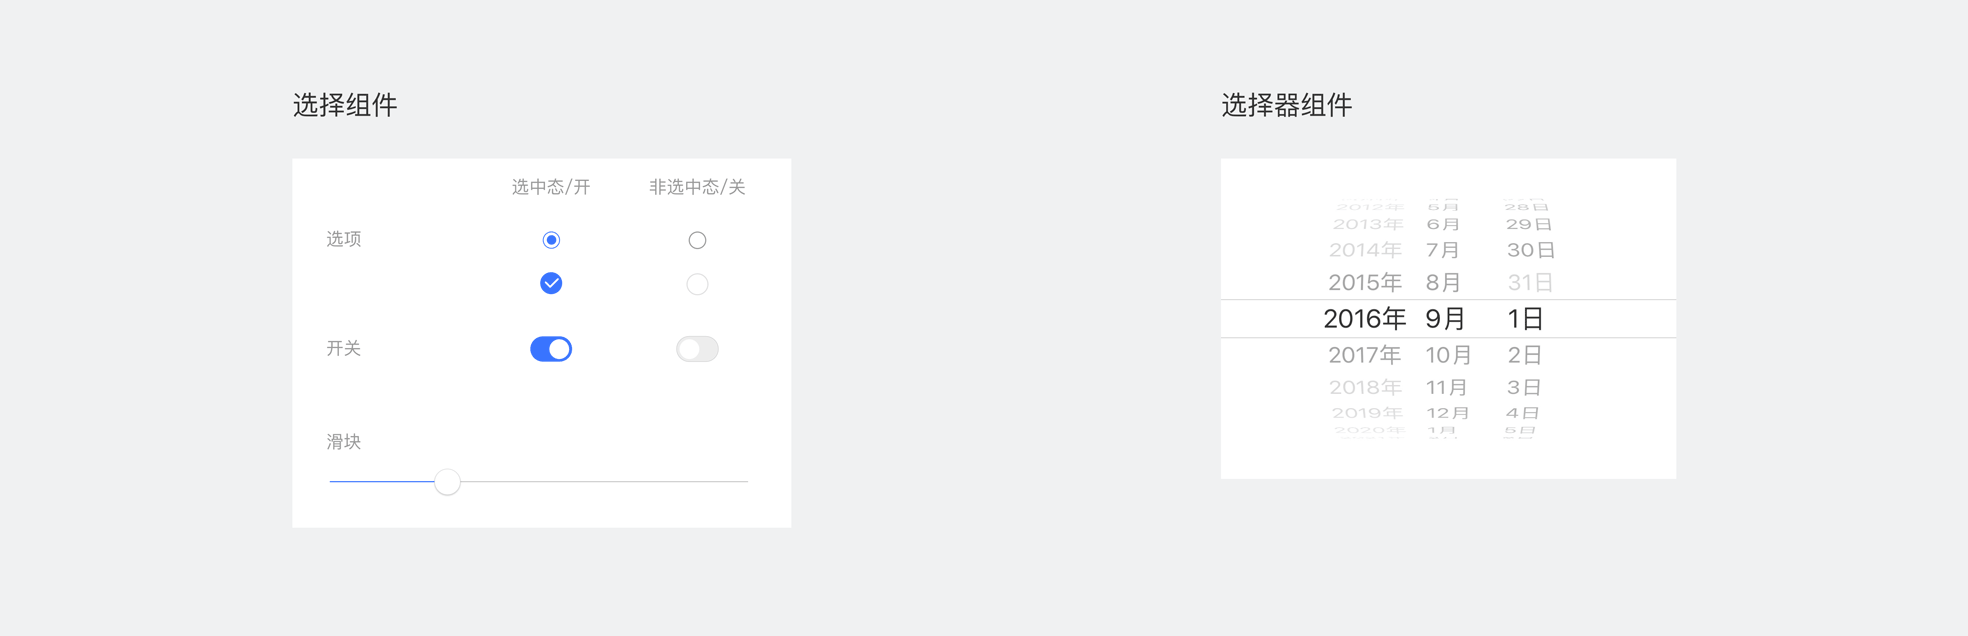 选择组件
选中态/开
非选中态/关
选项
开关
滑块
选择器组件
2012年 5月 28日
2013年 6月 29日
2014年 7月 30日
2015年 8月 31日
2016年 9月 1日
2017年 10月 2日
2018年 11月 3日
2019年 12月 4日
2020年 1月 5日